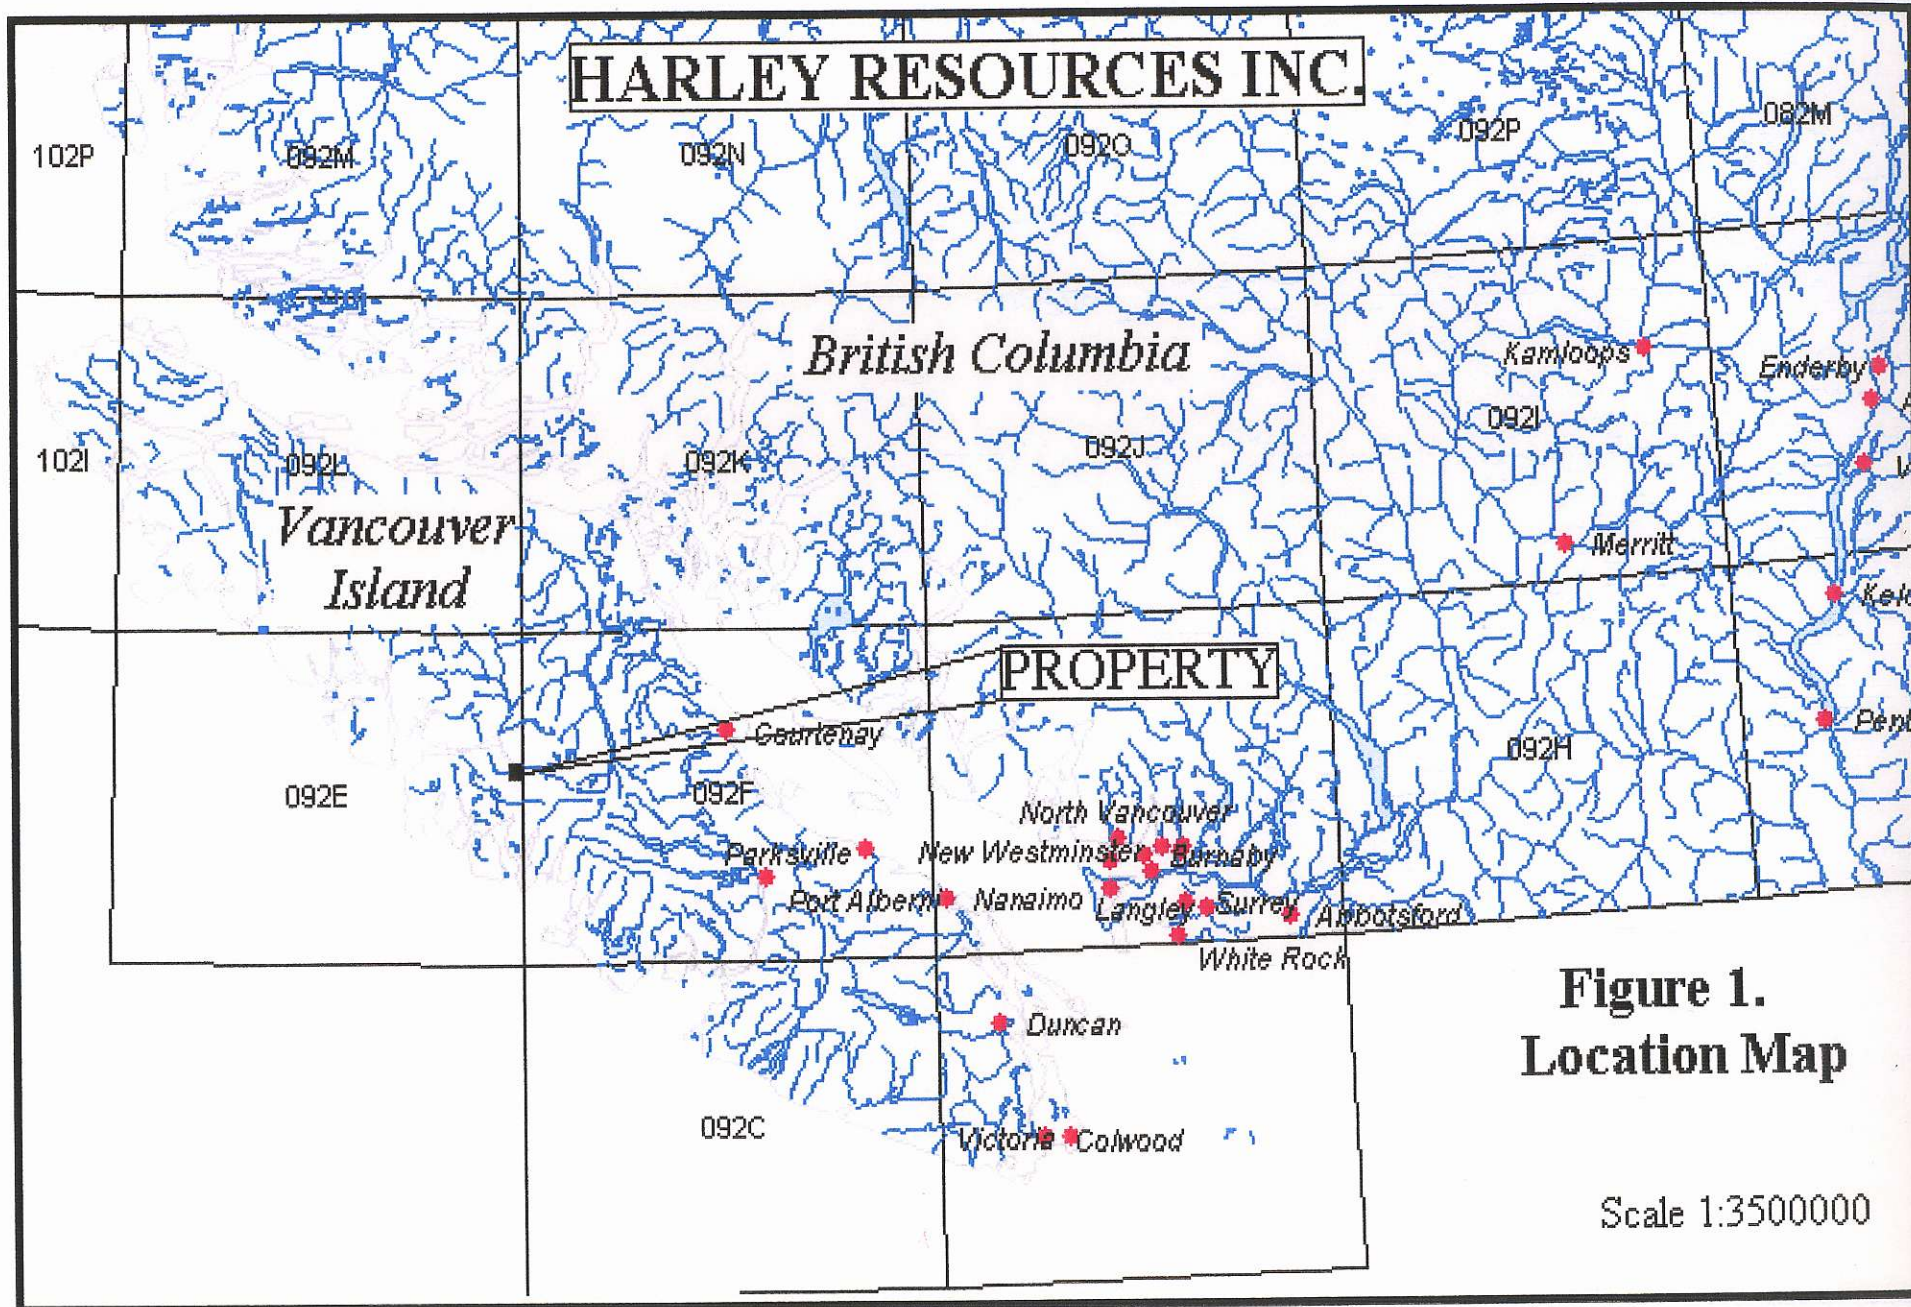 HARLEY RESOURCES INC.
102P
092M
092N
092O
092P
082M
British Columbia
Kamloops
Enderby
102I
092L
092K
092J
092I
Vancouver
Island
Merritt
PROPERTY
Courtenay
092E
092F
092H
North Vancouver
Parksville
New Westminster
Burnaby
Port Alberni
Nanaimo
Langley
Surrey
Abbotsford
White Rock
Duncan
Figure 1.
Location Map
092C
Victoria
Colwood
Scale 1:3500000